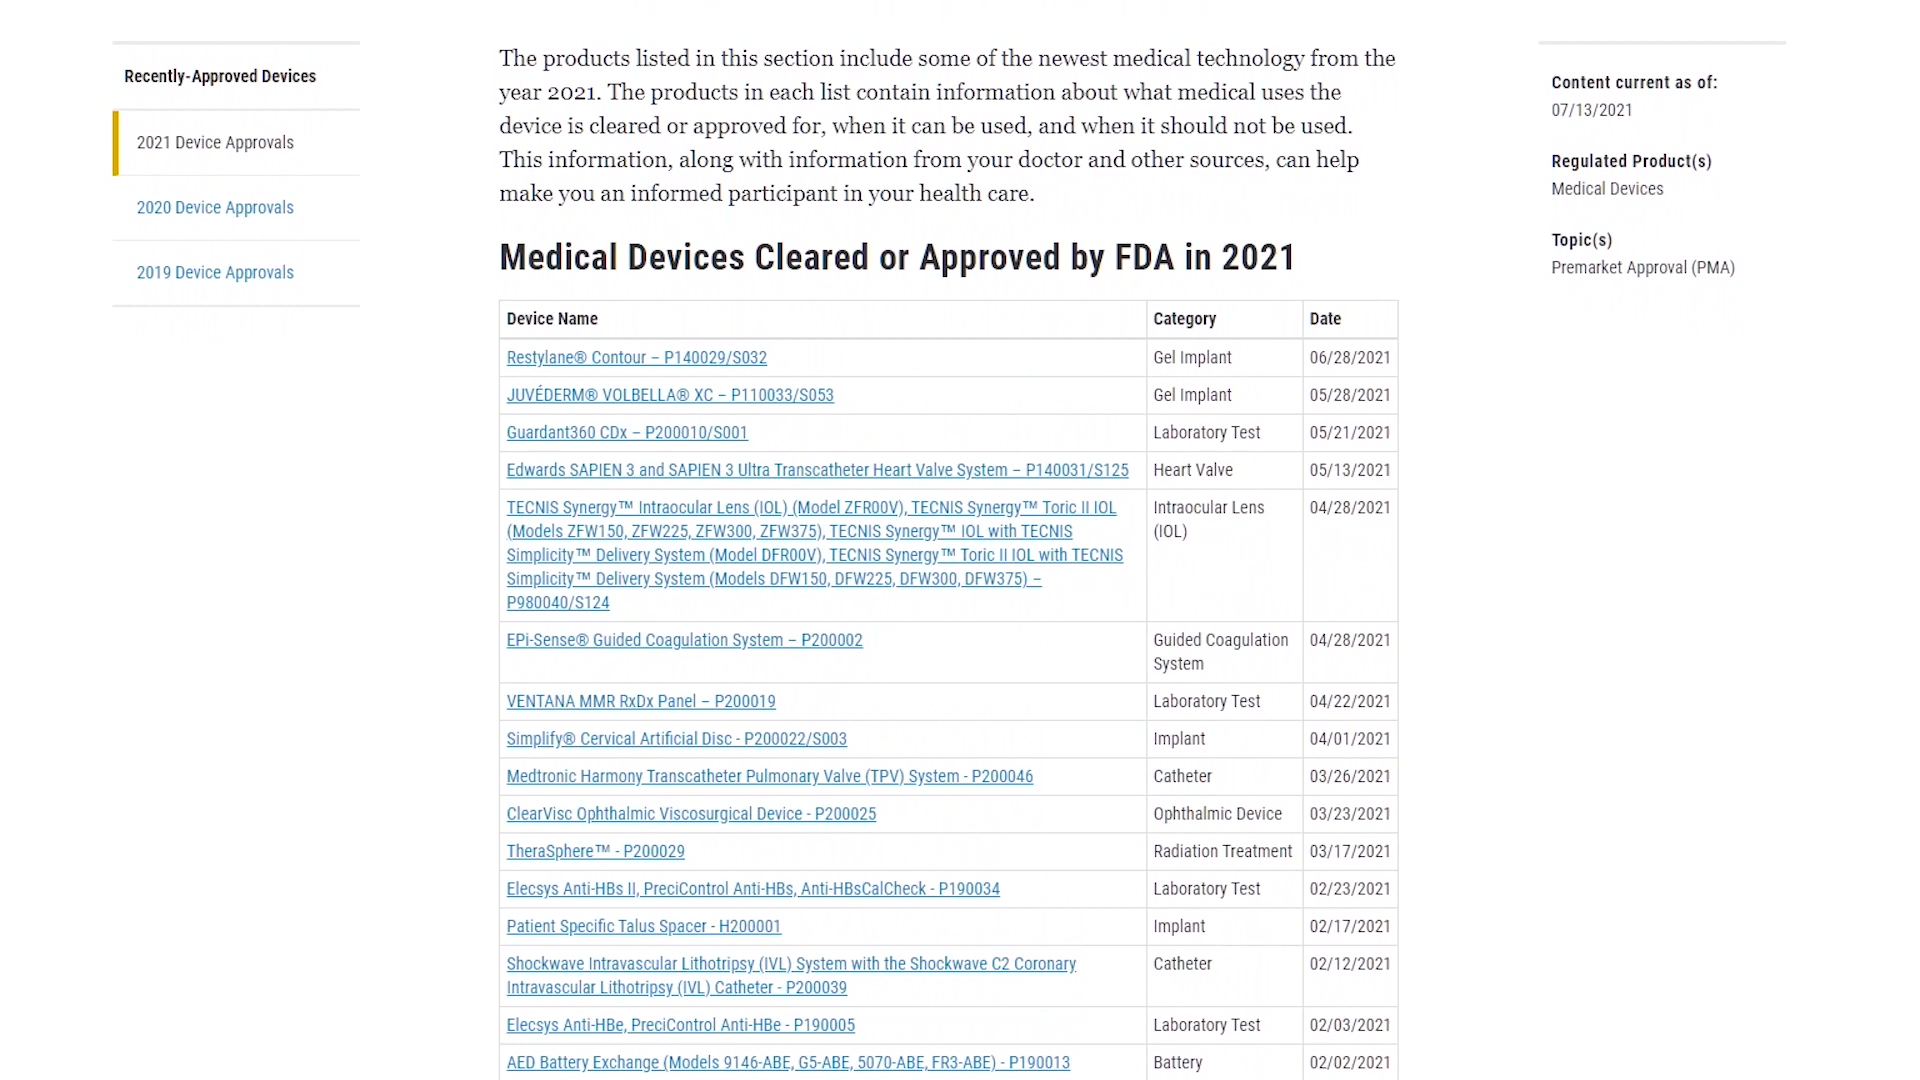 Recently-Approved Devices
2021 Device Approvals
2020 Device Approvals
2019 Device Approvals
The products listed in this section include some of the newest medical technology from the
year 2021. The products in each list contain information about what medical uses the
device is cleared or approved for, when it can be used, and when it should not be used.
This information, along with information from your doctor and other sources, can help
make you an informed participant in your health care.
Medical Devices Cleared or Approved by FDA in 2021
Device Name Category Date
Restylane® Contour – P140029/S032 Gel Implant 06/28/2021
JUVÉDERM® VOLBELLA® XC – P110033/S053 Gel Implant 05/28/2021
Guardant360 CDx – P200010/S001 Laboratory Test 05/21/2021
Edwards SAPIEN 3 and SAPIEN 3 Ultra Transcatheter Heart Valve System – P140031/S125 Heart Valve 05/13/2021
TECNIS Synergy™ Intraocular Lens (IOL) (Model ZFR00V), TECNIS Synergy™ Toric II IOL Intraocular Lens 04/28/2021
(Models ZFW150, ZFW225, ZFW300, ZFW375), TECNIS Synergy™ IOL with TECNIS (IOL)
Simplicity™ Delivery System (Model DFR00V), TECNIS Synergy™ Toric II IOL with TECNIS
Simplicity™ Delivery System (Models DFW150, DFW225, DFW300, DFW375) –
P980040/S124
EPi-Sense® Guided Coagulation System – P200002 Guided Coagulation 04/28/2021
System
VENTANA MMR RxDx Panel – P200019 Laboratory Test 04/22/2021
Simplify® Cervical Artificial Disc - P200022/S003 Implant 04/01/2021
Medtronic Harmony Transcatheter Pulmonary Valve (TPV) System - P200046 Catheter 03/26/2021
ClearVisc Ophthalmic Viscosurgical Device - P200025 Ophthalmic Device 03/23/2021
TheraSphere™ - P200029 Radiation Treatment 03/17/2021
Elecsys Anti-HBs II, PreciControl Anti-HBs, Anti-HBsCalCheck - P190034 Laboratory Test 02/23/2021
Patient Specific Talus Spacer - H200001 Implant 02/17/2021
Shockwave Intravascular Lithotripsy (IVL) System with the Shockwave C2 Coronary Catheter 02/12/2021
Intravascular Lithotripsy (IVL) Catheter - P200039
Elecsys Anti-HBe, PreciControl Anti-HBe - P190005 Laboratory Test 02/03/2021
AED Battery Exchange (Models 9146-ABE, G5-ABE, 5070-ABE, FR3-ABE) - P190013 Battery 02/02/2021
Content current as of:
07/13/2021
Regulated Product(s)
Medical Devices
Topic(s)
Premarket Approval (PMA)